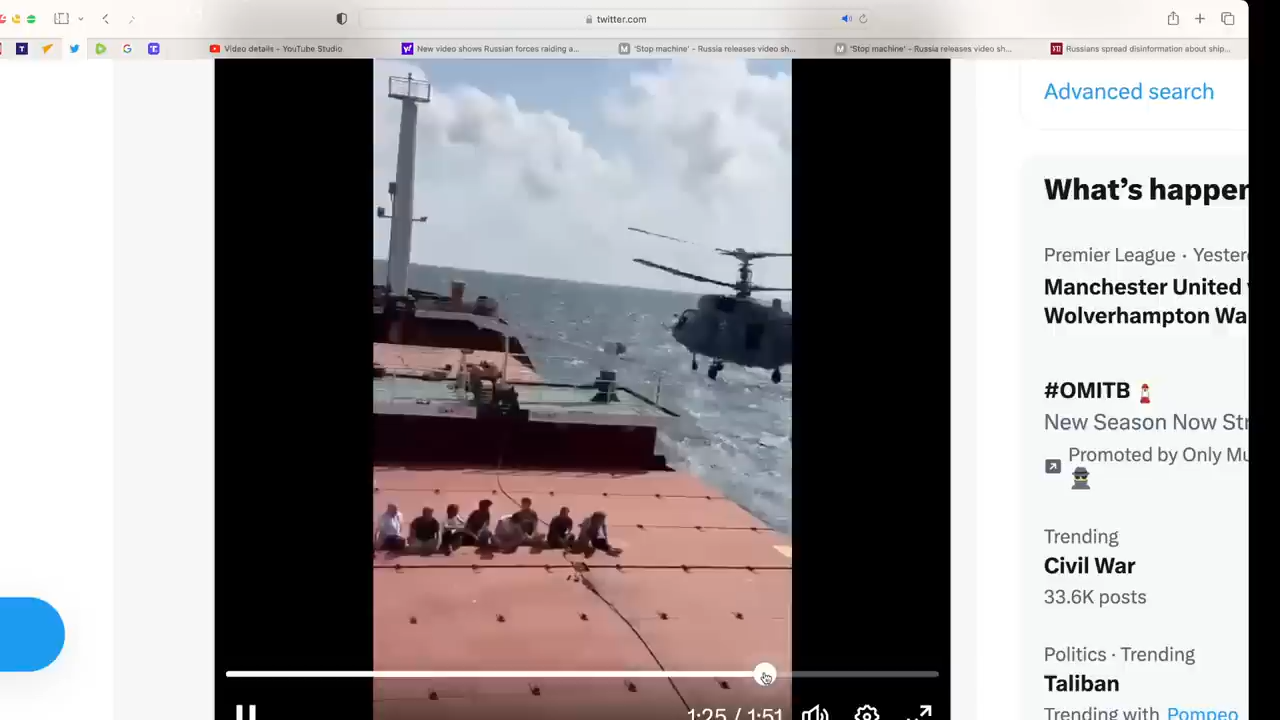 twitter.com
T
G
Video details - YouTube Studio
New video shows Russian forces raiding a...
M
'Stop machine' - Russia releases video sh...
M
'Stop machine' - Russia releases video sh...
Russians spread disinformation about ship...
Advanced search
What's happen
Premier League · Yester
Manchester United
Wolverhampton Wa
#OMITB
New Season Now Str
Promoted by Only Mu
Trending
Civil War
33.6K posts
Politics · Trending
Taliban
Trending with Pompeo
1:25 / 1:51